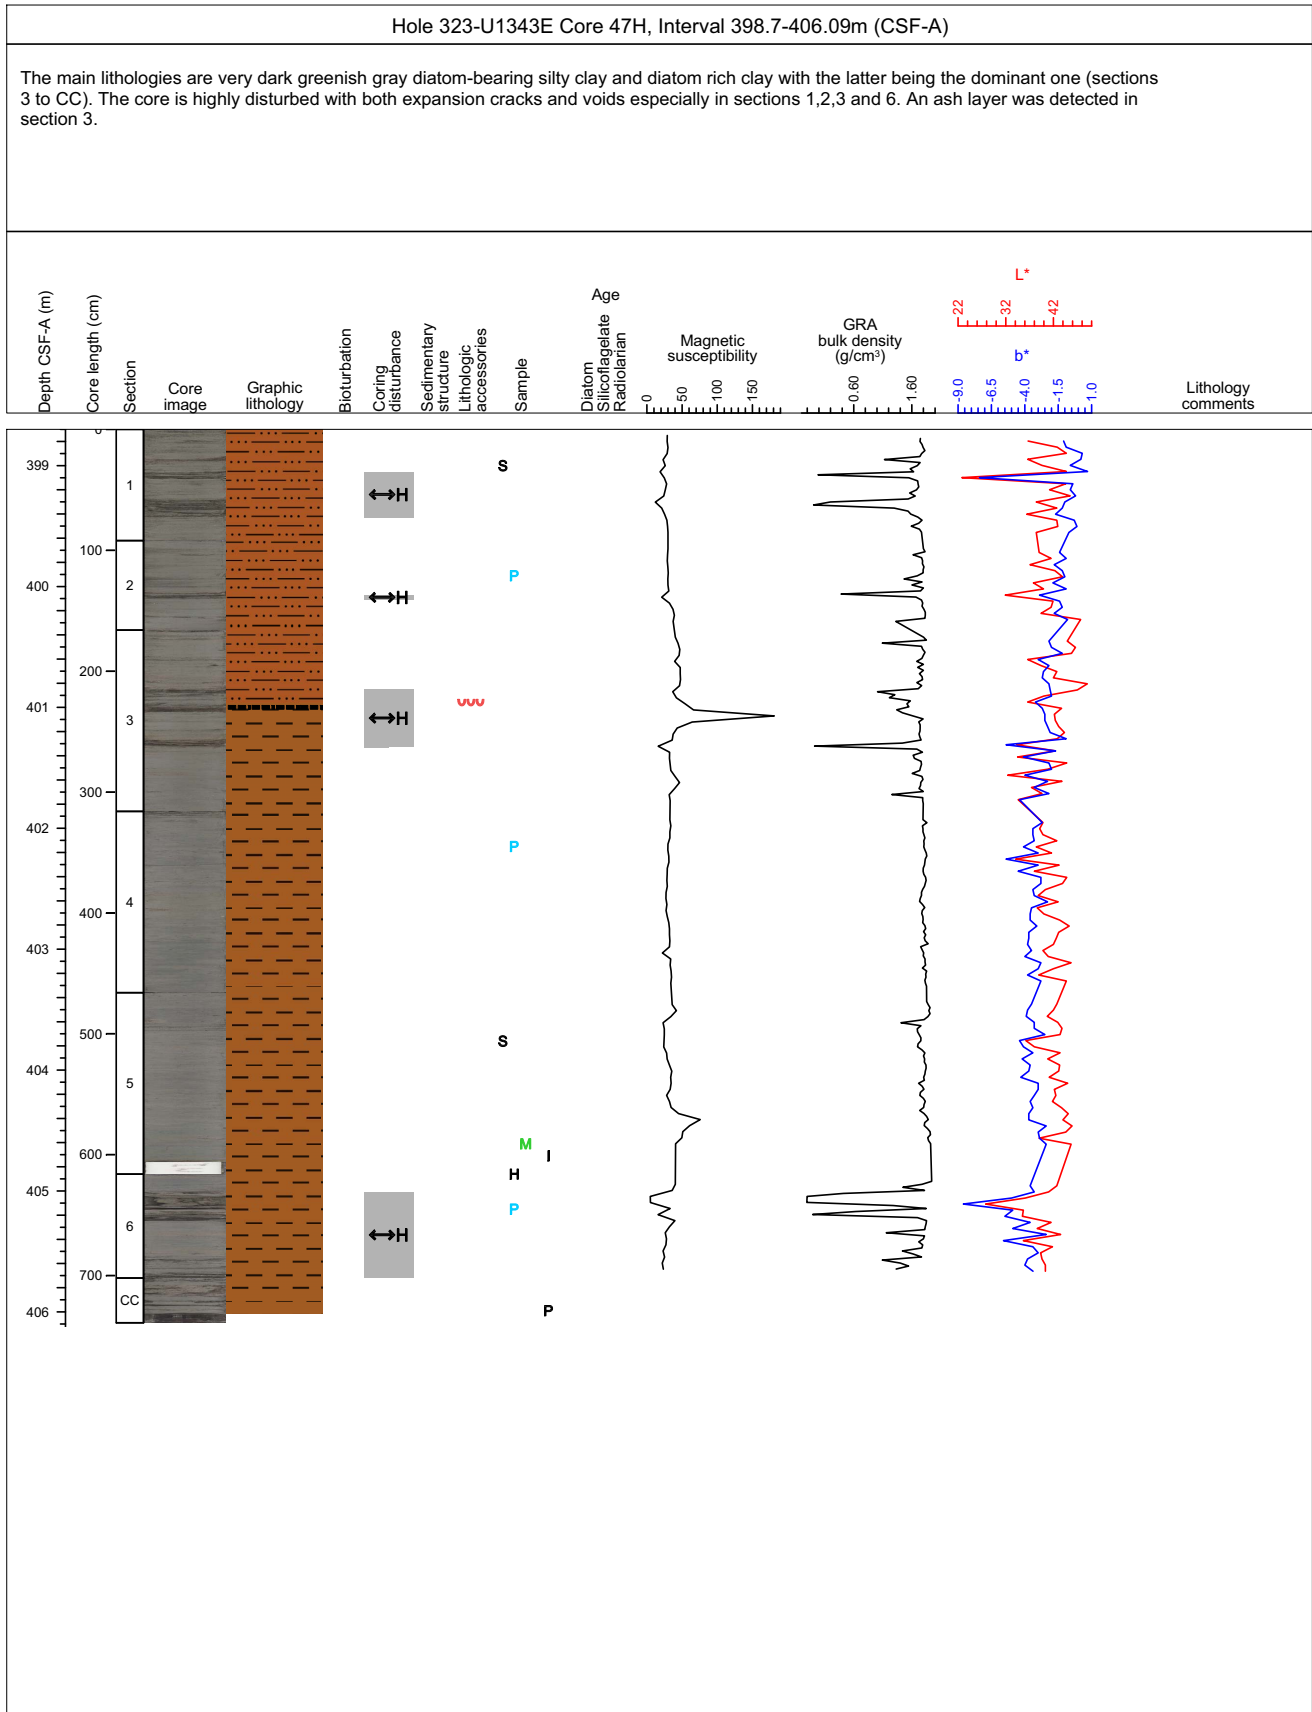 Hole 323-U1343E Core 47H, Interval 398.7-406.09m (CSF-A)
The main lithologies are very dark greenish gray diatom-bearing silty clay and diatom rich clay with the latter being the dominant one (sections
3 to CC). The core is highly disturbed with both expansion cracks and voids especially in sections 1,2,3 and 6. An ash layer was detected in
section 3.
Depth CSF-A (m)
Core length (cm)
Section
Core
image
Graphic
lithology
Bioturbation
Coring
disturbance
Sedimentary
structure
Lithologic
accessories
Sample
Age
Diatom
Silicoflagelate
Radiolarian
Magnetic
susceptibility
0 50 100 150
GRA
bulk density
(g/cm³)
0.60 1.60
L*
22 32 42
b*
-9.0 -6.5 -4.0 -1.5 1.0
Lithology
comments
0
399
S
1
H
100
P
400
2
H
200
401
3
H
300
402
P
4
400
403
500
S
404
5
M
600
I
H
405
P
6
H
700
CC
406
P